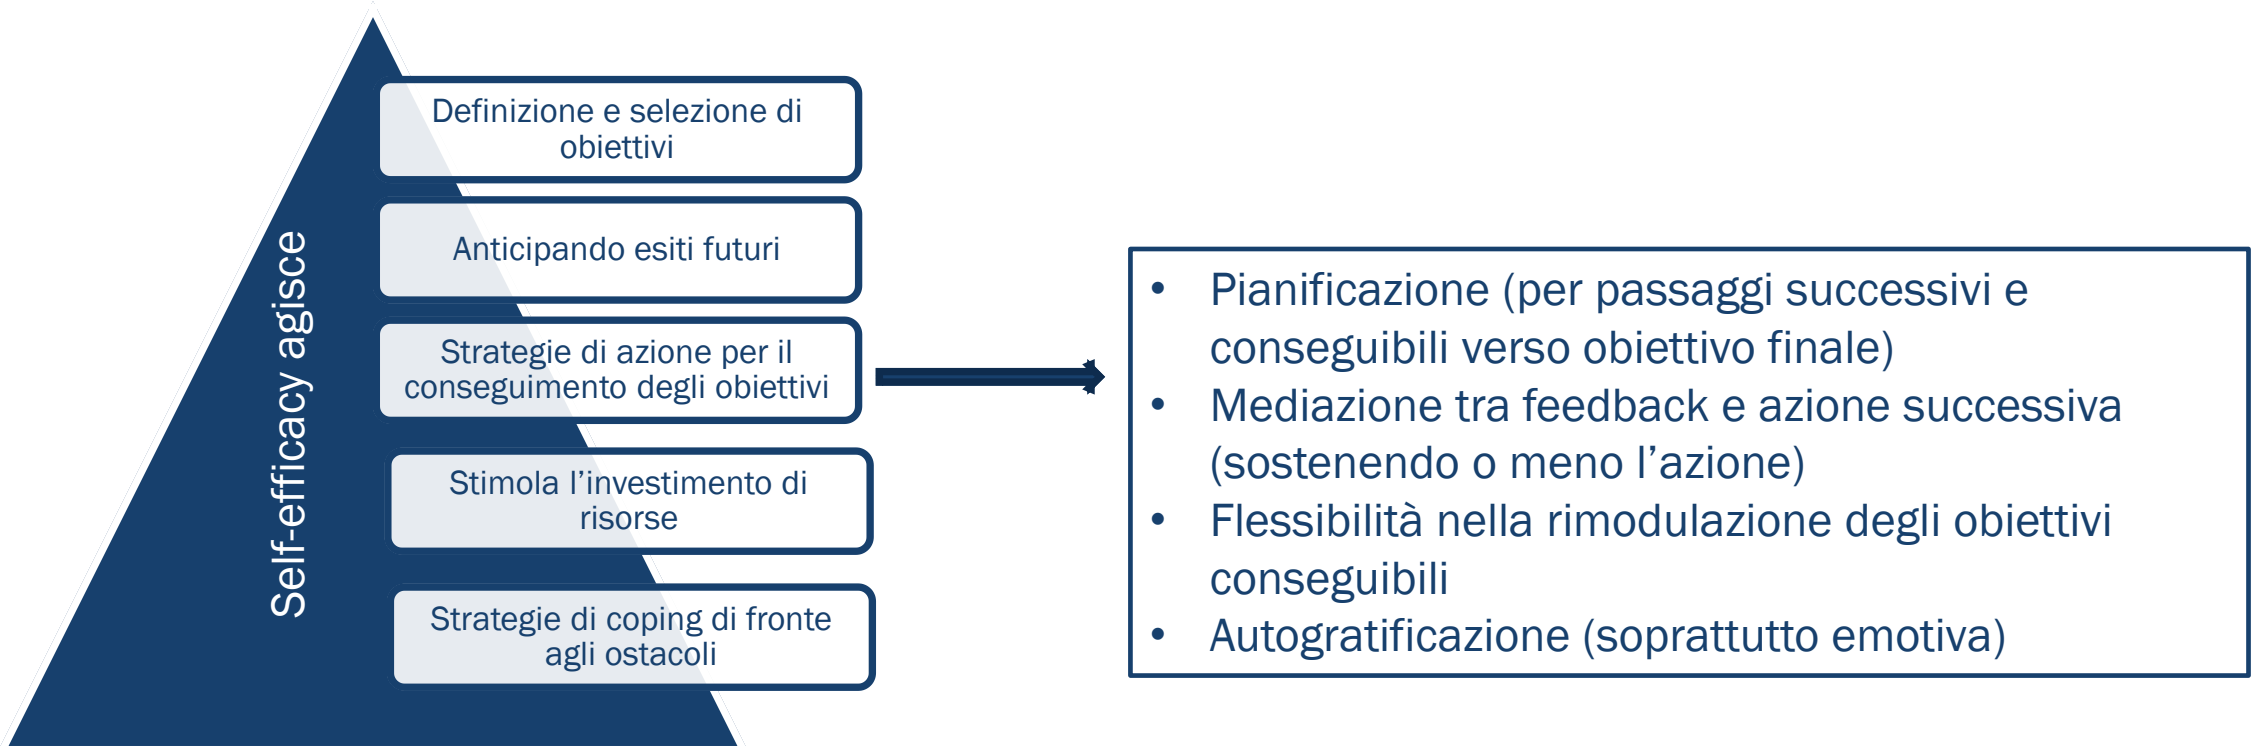 Self-efficacy agisce
Definizione e selezione di
obiettivi
Anticipando esiti futuri
Strategie di azione per il
conseguimento degli obiettivi
Stimola l’investimento di
risorse
Strategie di coping di fronte
agli ostacoli
• Pianificazione (per passaggi successivi e
conseguibili verso obiettivo finale)
• Mediazione tra feedback e azione successiva
(sostenendo o meno l’azione)
• Flessibilità nella rimodulazione degli obiettivi
conseguibili
• Autogratificazione (soprattutto emotiva)